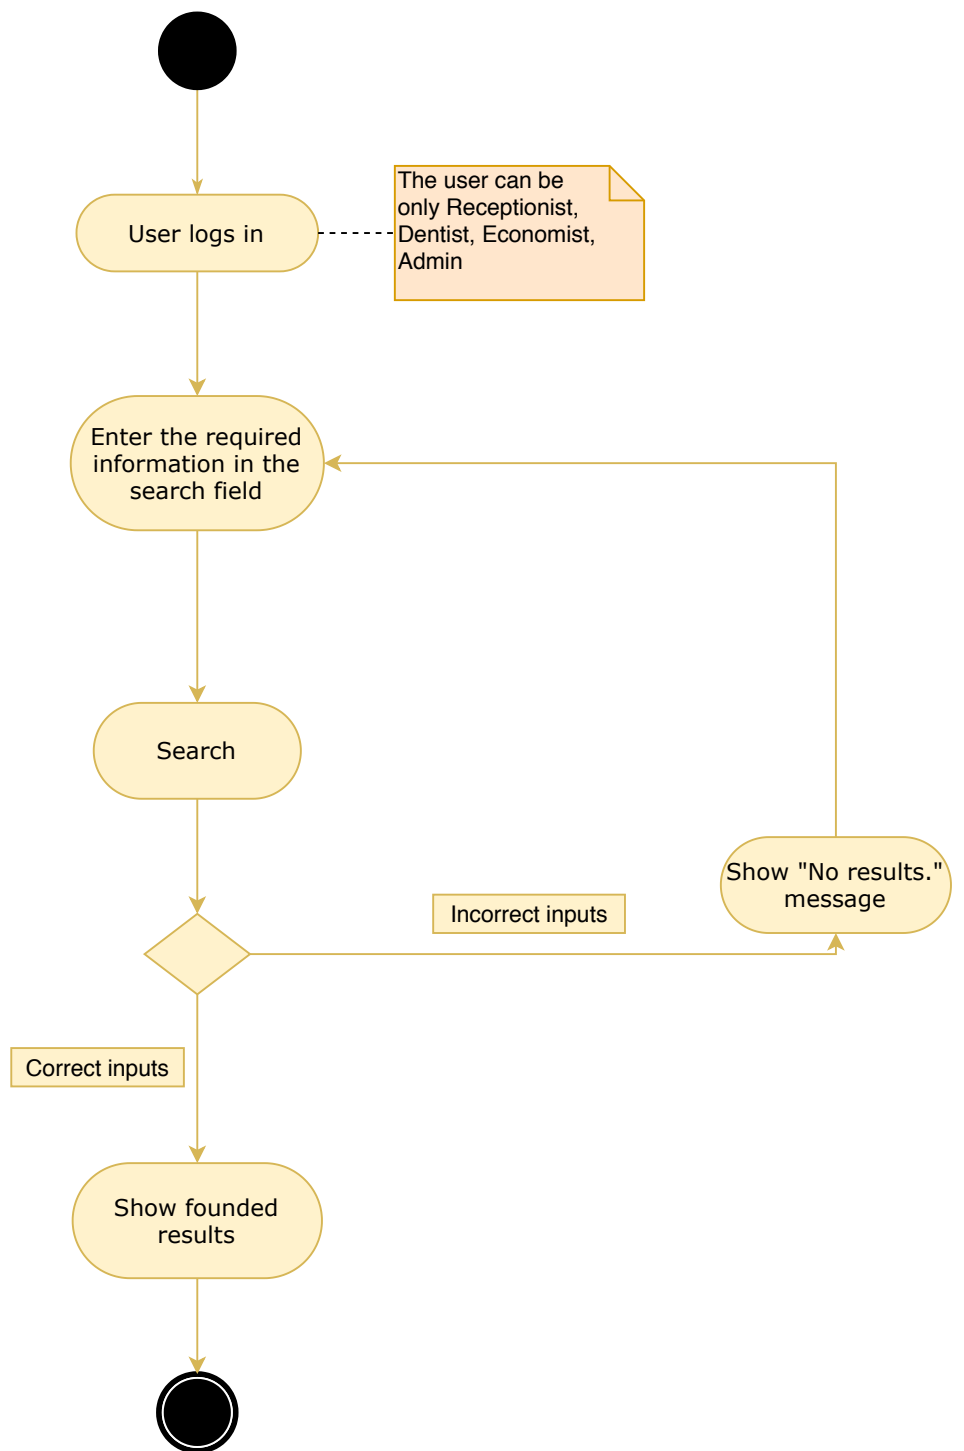 User logs in
The user can be
only Receptionist,
Dentist, Economist,
Admin
Enter the required
information in the
search field
Search
Show "No results."
message
Incorrect inputs
Correct inputs
Show founded
results